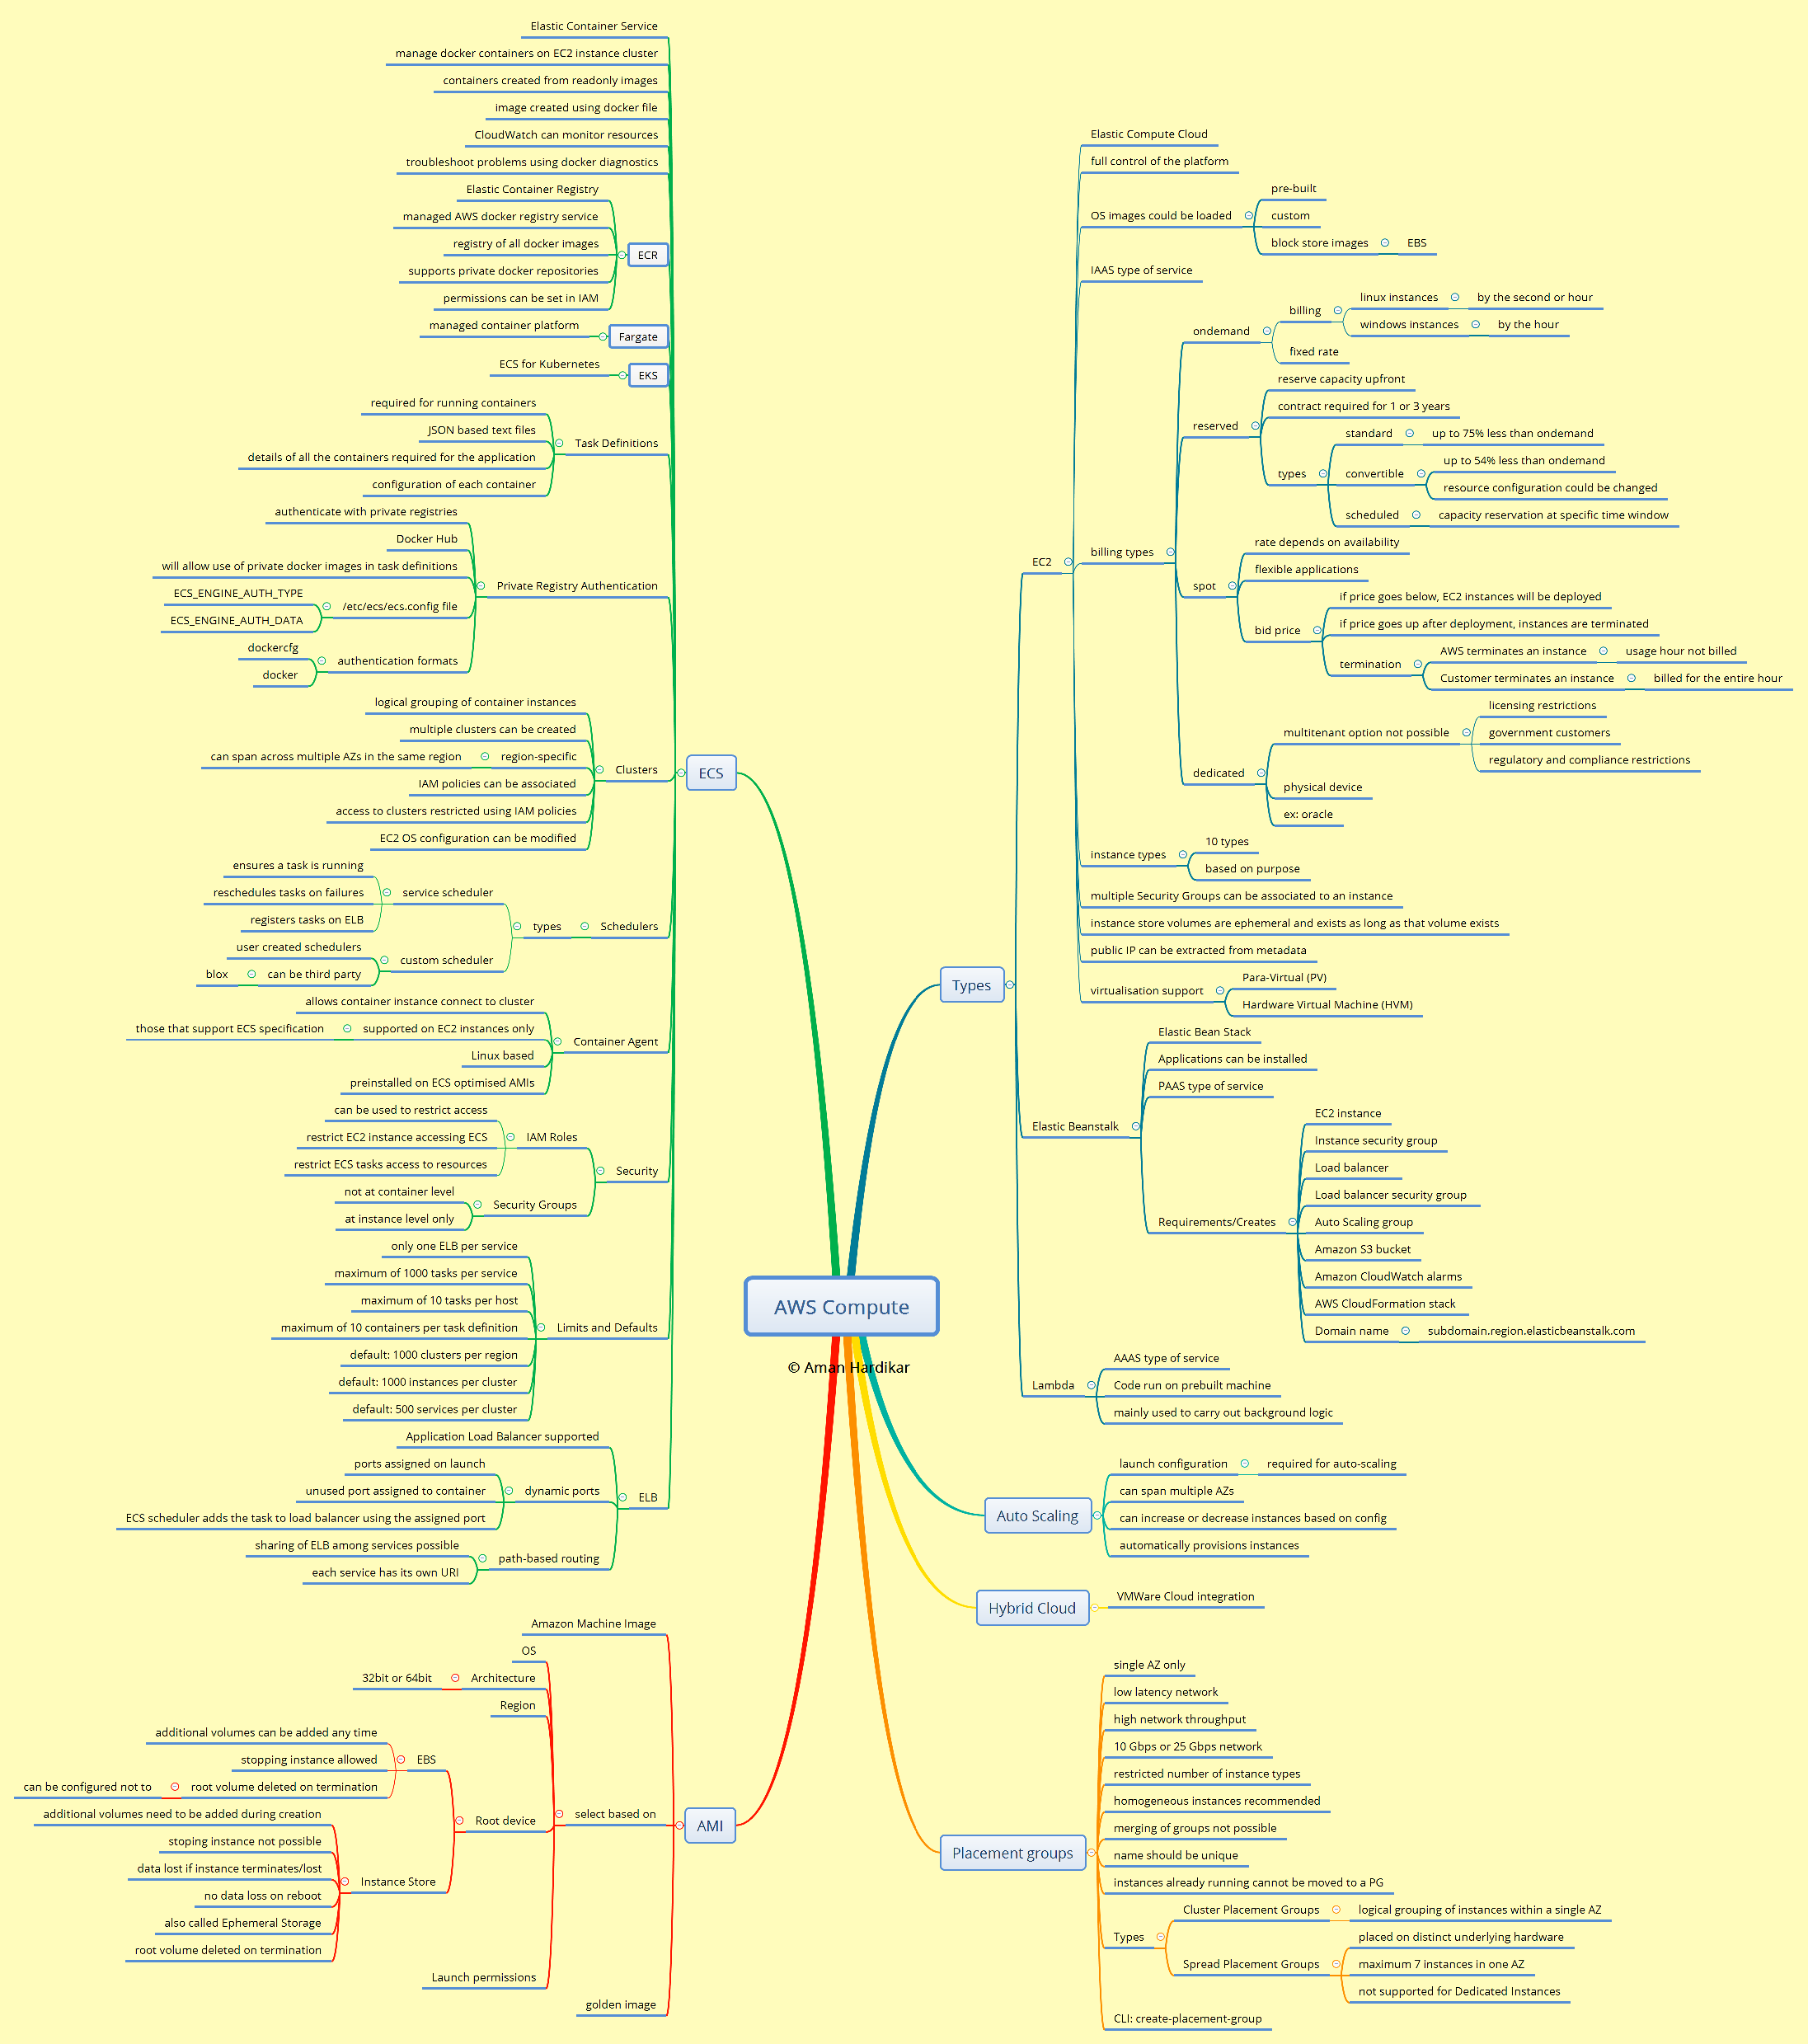 AWS Compute
© Aman Hardikar
Types
EC2
Elastic Compute Cloud
full control of the platform
OS images could be loaded
pre-built
custom
block store images
EBS
IAAS type of service
billing types
ondemand
billing
linux instances
by the second or hour
windows instances
by the hour
fixed rate
reserved
reserve capacity upfront
contract required for 1 or 3 years
types
standard
up to 75% less than ondemand
convertible
up to 54% less than ondemand
resource configuration could be changed
scheduled
capacity reservation at specific time window
spot
rate depends on availability
flexible applications
bid price
if price goes below, EC2 instances will be deployed
if price goes up after deployment, instances are terminated
termination
AWS terminates an instance
usage hour not billed
Customer terminates an instance
billed for the entire hour
dedicated
multitenant option not possible
licensing restrictions
government customers
regulatory and compliance restrictions
physical device
ex: oracle
instance types
10 types
based on purpose
multiple Security Groups can be associated to an instance
instance store volumes are ephemeral and exists as long as that volume exists
public IP can be extracted from metadata
virtualisation support
Para-Virtual (PV)
Hardware Virtual Machine (HVM)
Elastic Beanstalk
Elastic Bean Stack
Applications can be installed
PAAS type of service
Requirements/Creates
EC2 instance
Instance security group
Load balancer
Load balancer security group
Auto Scaling group
Amazon S3 bucket
Amazon CloudWatch alarms
AWS CloudFormation stack
Domain name
subdomain.region.elasticbeanstalk.com
Lambda
AAAS type of service
Code run on prebuilt machine
mainly used to carry out background logic
Auto Scaling
launch configuration
required for auto-scaling
can span multiple AZs
can increase or decrease instances based on config
automatically provisions instances
Hybrid Cloud
VMWare Cloud integration
Placement groups
single AZ only
low latency network
high network throughput
10 Gbps or 25 Gbps network
restricted number of instance types
homogeneous instances recommended
merging of groups not possible
name should be unique
instances already running cannot be moved to a PG
Types
Cluster Placement Groups
logical grouping of instances within a single AZ
Spread Placement Groups
placed on distinct underlying hardware
maximum 7 instances in one AZ
not supported for Dedicated Instances
CLI: create-placement-group
ECS
Elastic Container Service
manage docker containers on EC2 instance cluster
containers created from readonly images
image created using docker file
CloudWatch can monitor resources
troubleshoot problems using docker diagnostics
ECR
Elastic Container Registry
managed AWS docker registry service
registry of all docker images
supports private docker repositories
permissions can be set in IAM
Fargate
managed container platform
EKS
ECS for Kubernetes
Task Definitions
required for running containers
JSON based text files
details of all the containers required for the application
configuration of each container
Private Registry Authentication
authenticate with private registries
Docker Hub
will allow use of private docker images in task definitions
/etc/ecs/ecs.config file
ECS_ENGINE_AUTH_TYPE
ECS_ENGINE_AUTH_DATA
authentication formats
dockercfg
docker
Clusters
logical grouping of container instances
multiple clusters can be created
region-specific
can span across multiple AZs in the same region
IAM policies can be associated
access to clusters restricted using IAM policies
EC2 OS configuration can be modified
Schedulers
types
service scheduler
ensures a task is running
reschedules tasks on failures
registers tasks on ELB
custom scheduler
user created schedulers
can be third party
blox
Container Agent
allows container instance connect to cluster
supported on EC2 instances only
those that support ECS specification
Linux based
preinstalled on ECS optimised AMIs
Security
IAM Roles
can be used to restrict access
restrict EC2 instance accessing ECS
restrict ECS tasks access to resources
Security Groups
not at container level
at instance level only
Limits and Defaults
only one ELB per service
maximum of 1000 tasks per service
maximum of 10 tasks per host
maximum of 10 containers per task definition
default: 1000 clusters per region
default: 1000 instances per cluster
default: 500 services per cluster
ELB
Application Load Balancer supported
dynamic ports
ports assigned on launch
unused port assigned to container
ECS scheduler adds the task to load balancer using the assigned port
path-based routing
sharing of ELB among services possible
each service has its own URI
AMI
Amazon Machine Image
select based on
OS
Architecture
32bit or 64bit
Region
Root device
EBS
additional volumes can be added any time
stopping instance allowed
root volume deleted on termination
can be configured not to
Instance Store
additional volumes need to be added during creation
stoping instance not possible
data lost if instance terminates/lost
no data loss on reboot
also called Ephemeral Storage
root volume deleted on termination
Launch permissions
golden image